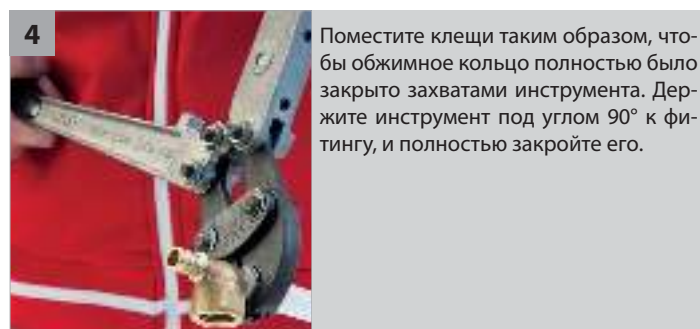 4
Поместите клещи таким образом, что-
бы обжимное кольцо полностью было
закрыто захватами инструмента. Дер-
жите инструмент под углом 90° к фи-
тингу, и полностью закройте его.